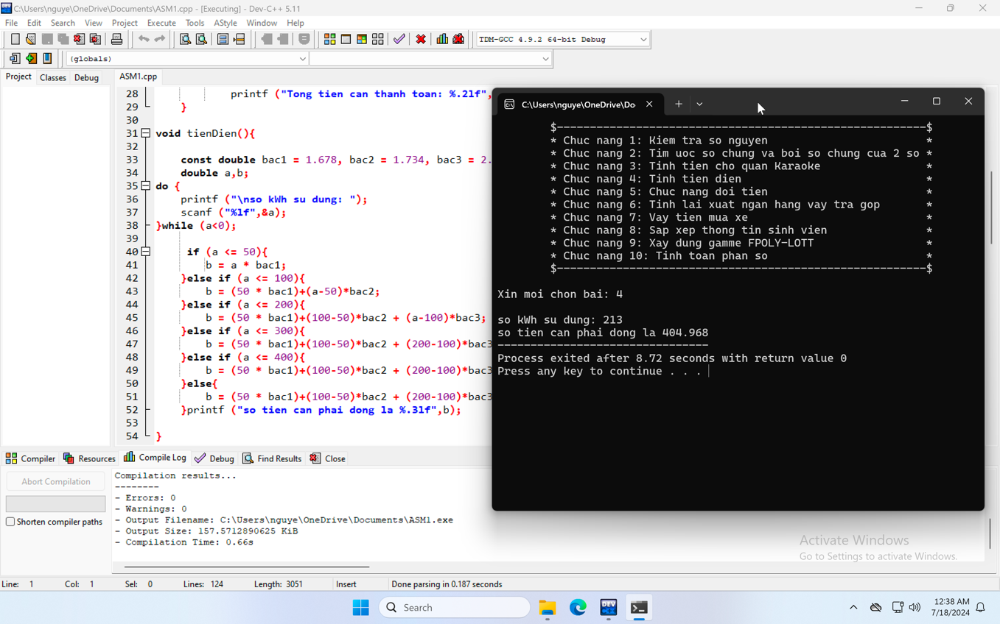 C:\Users\nguye\OneDrive\Documents\ASM1.cpp - [Executing] - Dev-C++ 5.11
File Edit Search View Project Execute Tools AStyle Window Help
TDM-GCC 4.9.2 64-bit Debug
(globals)
Project Classes Debug
ASM1.cpp
28 printf ("Tong tien can thanh toan: %.2lf",
29 }
30
31 void tienDien(){
32
33 const double bac1 = 1.678, bac2 = 1.734, bac3 = 2.
34 double a,b;
35 do {
36 printf ("\nso kWh su dung: ");
37 scanf ("%lf",&a);
38 }while (a<0);
39
40 if (a <= 50){
41 b = a * bac1;
42 }else if (a <= 100){
43 b = (50 * bac1)+(a-50)*bac2;
44 }else if (a <= 200){
45 b = (50 * bac1)+(100-50)*bac2 + (a-100)*bac3;
46 }else if (a <= 300){
47 b = (50 * bac1)+(100-50)*bac2 + (200-100)*bac3
48 }else if (a <= 400){
49 b = (50 * bac1)+(100-50)*bac2 + (200-100)*bac3
50 }else{
51 b = (50 * bac1)+(100-50)*bac2 + (200-100)*bac3
52 }printf ("so tien can phai dong la %.3lf",b);
53
54 }
C:\Users\nguye\OneDrive\Do
$--------------------------------------------------------$
* Chuc nang 1: Kiem tra so nguyen *
* Chuc nang 2: Tim uoc so chung va boi so chung cua 2 so *
* Chuc nang 3: Tinh tien cho quan Karaoke *
* Chuc nang 4: Tinh tien dien *
* Chuc nang 5: Chuc nang doi tien *
* Chuc nang 6: Tinh lai xuat ngan hang vay tra gop *
* Chuc nang 7: Vay tien mua xe *
* Chuc nang 8: Sap xep thong tin sinh vien *
* Chuc nang 9: Xay dung gamme FPOLY-LOTT *
* Chuc nang 10: Tinh toan phan so *
$--------------------------------------------------------$
Xin moi chon bai: 4
so kWh su dung: 213
so tien can phai dong la 404.968
--------------------------------
Process exited after 8.72 seconds with return value 0
Press any key to continue . . .
Compiler Resources Compile Log Debug Find Results Close
Abort Compilation
Shorten compiler paths
Compilation results...
--------
- Errors: 0
- Warnings: 0
- Output Filename: C:\Users\nguye\OneDrive\Documents\ASM1.exe
- Output Size: 157.5712890625 KiB
- Compilation Time: 0.66s
Activate Windows
Go to Settings to activate Windows.
Line: 1 Col: 1 Sel: 0 Lines: 124 Length: 3051 Insert Done parsing in 0.187 seconds
Search
DEV
12:38 AM
7/18/2024